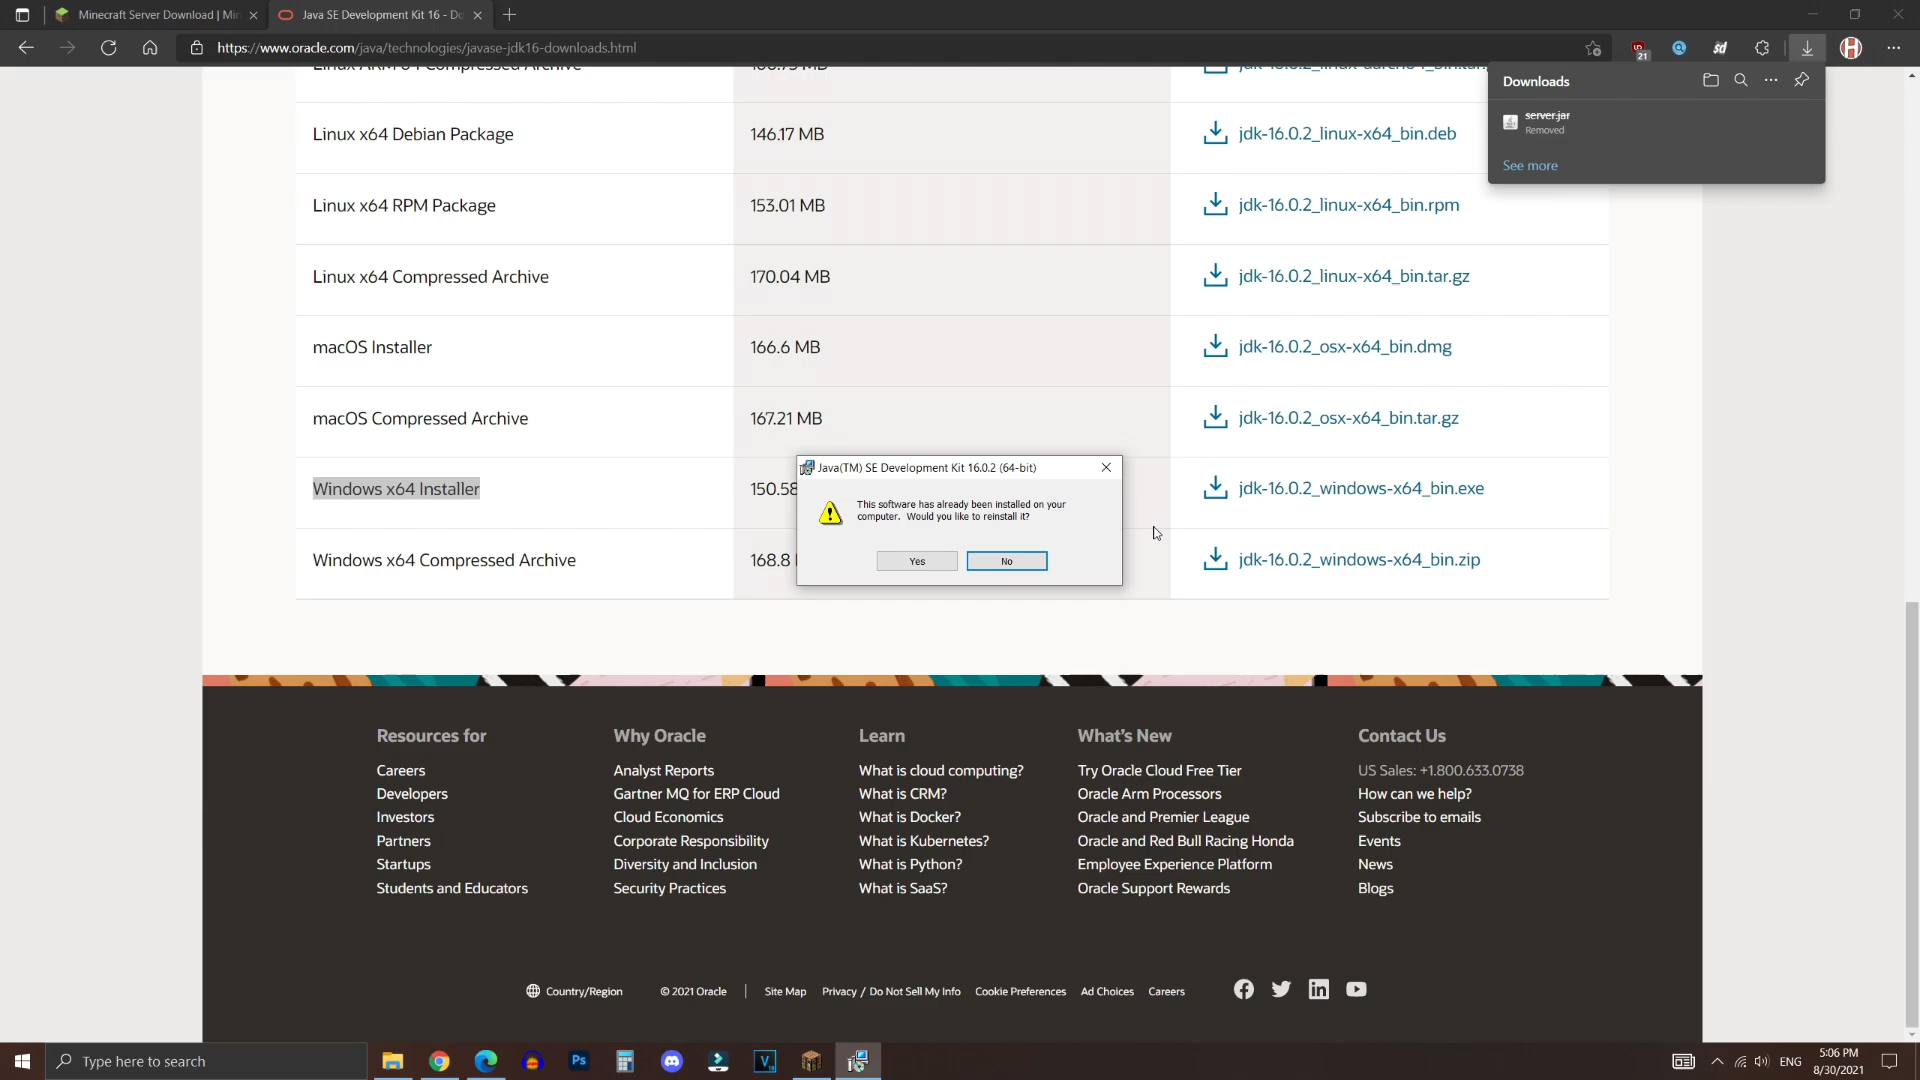 Minecraft Server Download | Min
Java SE Development Kit 16 - Do
https://www.oracle.com/java/technologies/javase-jdk16-downloads.html
21
Downloads
server.jar
Removed
See more
Linux x64 Debian Package 146.17 MB jdk-16.0.2_linux-x64_bin.deb
Linux x64 RPM Package 153.01 MB jdk-16.0.2_linux-x64_bin.rpm
Linux x64 Compressed Archive 170.04 MB jdk-16.0.2_linux-x64_bin.tar.gz
macOS Installer 166.6 MB jdk-16.0.2_osx-x64_bin.dmg
macOS Compressed Archive 167.21 MB jdk-16.0.2_osx-x64_bin.tar.gz
Windows x64 Installer 150.58 jdk-16.0.2_windows-x64_bin.exe
Windows x64 Compressed Archive 168.8 jdk-16.0.2_windows-x64_bin.zip
Java(TM) SE Development Kit 16.0.2 (64-bit)
This software has already been installed on your
computer. Would you like to reinstall it?
Yes No
Resources for
Careers
Developers
Investors
Partners
Startups
Students and Educators
Why Oracle
Analyst Reports
Gartner MQ for ERP Cloud
Cloud Economics
Corporate Responsibility
Diversity and Inclusion
Security Practices
Learn
What is cloud computing?
What is CRM?
What is Docker?
What is Kubernetes?
What is Python?
What is SaaS?
What's New
Try Oracle Cloud Free Tier
Oracle Arm Processors
Oracle and Premier League
Oracle and Red Bull Racing Honda
Employee Experience Platform
Oracle Support Rewards
Contact Us
US Sales: +1.800.633.0738
How can we help?
Subscribe to emails
Events
News
Blogs
Country/Region © 2021 Oracle | Site Map Privacy / Do Not Sell My Info Cookie Preferences Ad Choices Careers
Type here to search
Ps
ENG
5:06 PM
8/30/2021